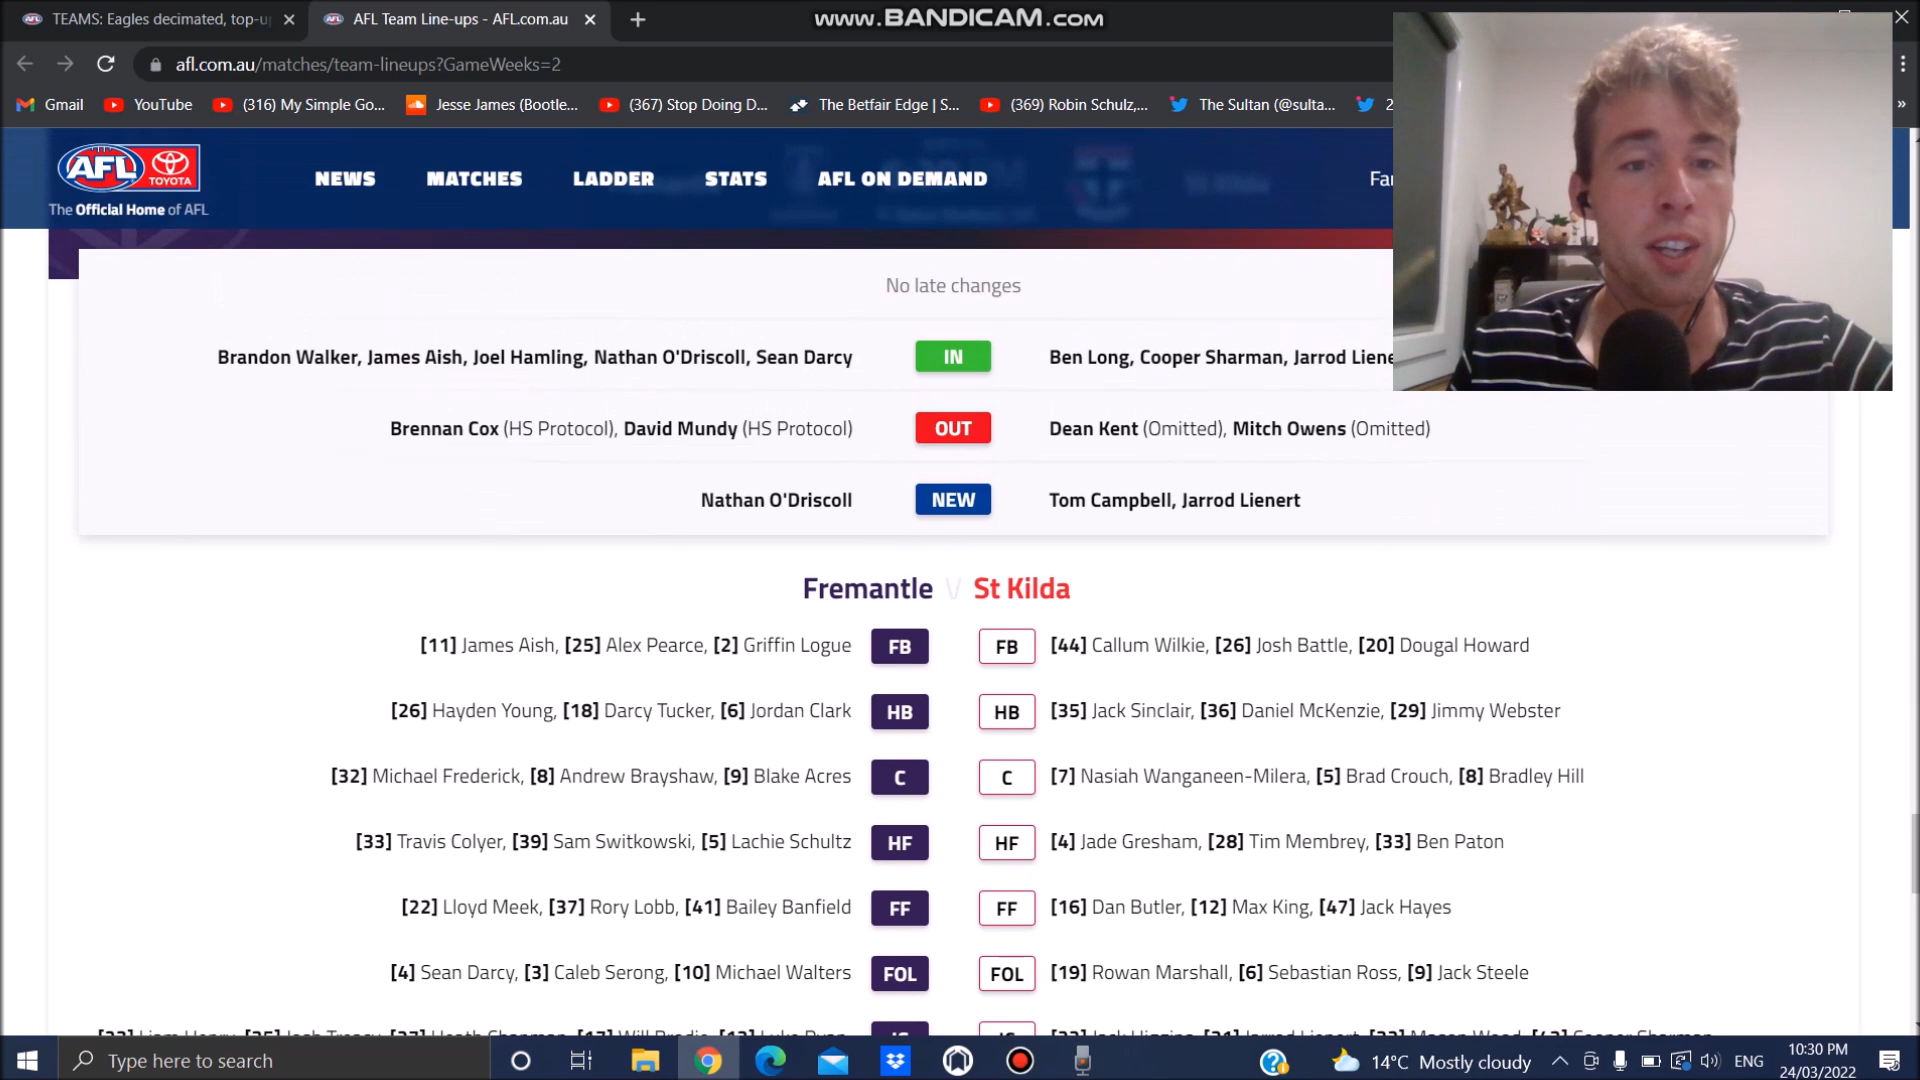 TEAMS: Eagles decimated, top-up
AFL Team Line-ups - AFL.com.au
www.BANDICAM.com
afl.com.au/matches/team-lineups?GameWeeks=2
Gmail
YouTube
(316) My Simple Go...
Jesse James (Bootle...
(367) Stop Doing D...
The Betfair Edge | S...
(369) Robin Schulz,...
The Sultan (@sulta...
2
»
AFL TOYOTA
The Official Home of AFL
NEWS
MATCHES
LADDER
STATS
AFL ON DEMAND
No late changes
Brandon Walker, James Aish, Joel Hamling, Nathan O'Driscoll, Sean Darcy IN Ben Long, Cooper Sharman, Jarrod Liene
Brennan Cox (HS Protocol), David Mundy (HS Protocol) OUT Dean Kent (Omitted), Mitch Owens (Omitted)
Nathan O'Driscoll NEW Tom Campbell, Jarrod Lienert
Fremantle V St Kilda
[11] James Aish, [25] Alex Pearce, [2] Griffin Logue FB FB [44] Callum Wilkie, [26] Josh Battle, [20] Dougal Howard
[26] Hayden Young, [18] Darcy Tucker, [6] Jordan Clark HB HB [35] Jack Sinclair, [36] Daniel McKenzie, [29] Jimmy Webster
[32] Michael Frederick, [8] Andrew Brayshaw, [9] Blake Acres C C [7] Nasiah Wanganeen-Milera, [5] Brad Crouch, [8] Bradley Hill
[33] Travis Colyer, [39] Sam Switkowski, [5] Lachie Schultz HF HF [4] Jade Gresham, [28] Tim Membrey, [33] Ben Paton
[22] Lloyd Meek, [37] Rory Lobb, [41] Bailey Banfield FF FF [16] Dan Butler, [12] Max King, [47] Jack Hayes
[4] Sean Darcy, [3] Caleb Serong, [10] Michael Walters FOL FOL [19] Rowan Marshall, [6] Sebastian Ross, [9] Jack Steele
Type here to search
14°C Mostly cloudy
ENG
10:30 PM
24/03/2022